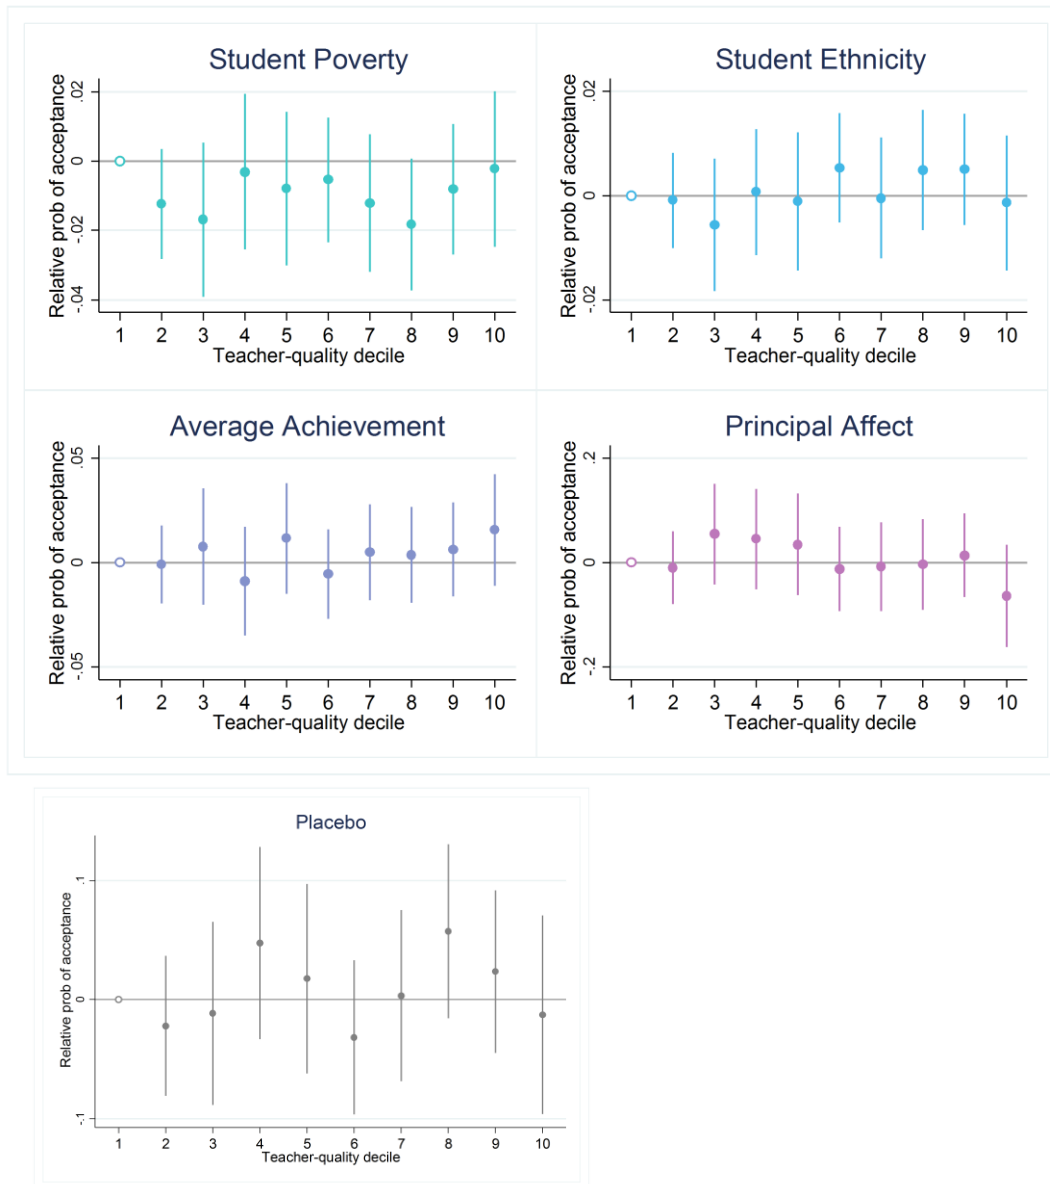 Student Poverty
Relative prob of acceptance
.02
0
-.02
-.04
1 2 3 4 5 6 7 8 9 10
Teacher-quality decile
Student Ethnicity
Relative prob of acceptance
.02
0
-.02
1 2 3 4 5 6 7 8 9 10
Teacher-quality decile
Average Achievement
Relative prob of acceptance
.05
0
-.05
1 2 3 4 5 6 7 8 9 10
Teacher-quality decile
Principal Affect
Relative prob of acceptance
.2
0
-.2
1 2 3 4 5 6 7 8 9 10
Teacher-quality decile
Placebo
Relative prob of acceptance
.1
0
-.1
1 2 3 4 5 6 7 8 9 10
Teacher-quality decile